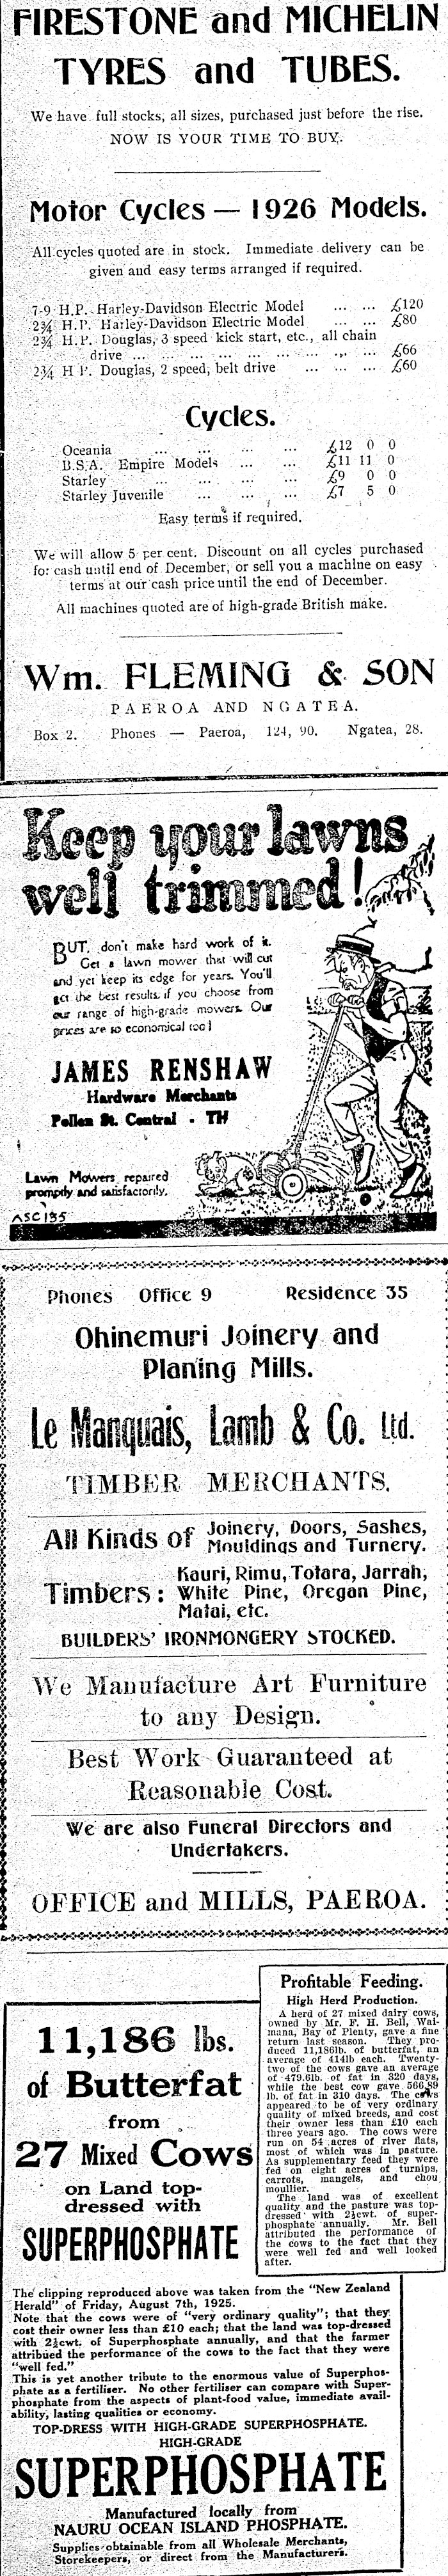 FIRESTONE and MICHELIN
TYRES and TUBES.
We have full stocks, all sizes, purchased just before the rise.
NOW IS YOUR TIME TO BUY.
Motor Cycles — 1926 Models.
All cycles quoted are in stock. Immediate delivery can be
given and easy terms arranged if required.
7-9 H.P. Harley-Davidson Electric Model ... ... £120
2¾ H.P. Harley-Davidson Electric Model ... ... £80
2¾ H.P. Douglas, 3 speed kick start, etc., all chain
drive ... ... ... ... ... ... ... ... £66
2¾ H P. Douglas, 2 speed, belt drive ... ... ... £60
Cycles.
Oceania ... ... ... ... £12 0 0
B.S.A. Empire Models ... ... £11 11 0
Starley ... ... ... ... £9 0 0
Starley Juvenile ... ... ... £7 5 0
Easy terms if required.
We will allow 5 per cent. Discount on all cycles purchased
for cash until end of December, or sell you a machine on easy
terms at our cash price until the end of December.
All machines quoted are of high-grade British make.
Wm. FLEMING & SON
PAEROA AND NGATEA.
Box 2. Phones — Paeroa, 124, 90. Ngatea, 28.
Keep your lawns
well trimmed!
BUT, don't make hard work of it.
Get a lawn mower that will cut
and yet keep its edge for years. You'll
get the best results if you choose from
our range of high-grade mowers. Our
prices are so economical too!
JAMES RENSHAW
Hardware Merchants
Pollen St. Central - TH
Lawn Mowers repaired
promptly and satisfactorily.
ASC135
Phones Office 9 Residence 35
Ohinemuri Joinery and
Planing Mills.
Le Manquais, Lamb & Co. Ltd.
TIMBER MERCHANTS.
All Kinds of Joinery, Doors, Sashes,
Mouldings and Turnery.
Timbers: Kauri, Rimu, Totara, Jarrah,
White Pine, Oregan Pine,
Matai, etc.
BUILDERS' IRONMONGERY STOCKED.
We Manufacture Art Furniture
to any Design.
Best Work Guaranteed at
Reasonable Cost.
We are also Funeral Directors and
Undertakers.
OFFICE and MILLS, PAEROA.
11,186 lbs.
of Butterfat
from
27 Mixed Cows
on Land top-
dressed with
SUPERPHOSPHATE
Profitable Feeding.
High Herd Production.
A herd of 27 mixed dairy cows,
owned by Mr. F. H. Bell, Wai-
mana, Bay of Plenty, gave a fine
return last season. They pro-
duced 11,186lb. of butterfat, an
average of 414lb each. Twenty-
two of the cows gave an average
of 479.61b. of fat in 320 days,
while the best cow gave 566.89
lb. of fat in 310 days. The cows
appeared to be of very ordinary
quality of mixed breeds, and cost
their owner less than £10 each
three years ago. The cows were
run on 54 acres of river flats,
most of which was in pasture.
As supplementary feed they were
fed on eight acres of turnips,
carrots, mangels, and chou
moullier.
The land was of excellent
quality and the pasture was top-
dressed with 2½cwt. of super-
phosphate annually. Mr. Bell
attributed the performance of
the cows to the fact that they
were well fed and well looked
after.
The clipping reproduced above was taken from the "New Zealand
Herald" of Friday, August 7th, 1925.
Note that the cows were of "very ordinary quality"; that they
cost their owner less than £10 each; that the land was top-dressed
with 2½cwt. of Superphosphate annually, and that the farmer
attribued the performance of the cows to the fact that they were
"well fed."
This is yet another tribute to the enormous value of Superphos-
phate as a fertiliser. No other fertiliser can compare with Super-
phosphate from the aspects of plant-food value, immediate avail-
ability, lasting qualities or economy.
TOP-DRESS WITH HIGH-GRADE SUPERPHOSPHATE.
HIGH-GRADE
SUPERPHOSPHATE
Manufactured locally from
NAURU OCEAN ISLAND PHOSPHATE.
Supplies obtainable from all Wholesale Merchants,
Storekeepers, or direct from the Manufacturers.